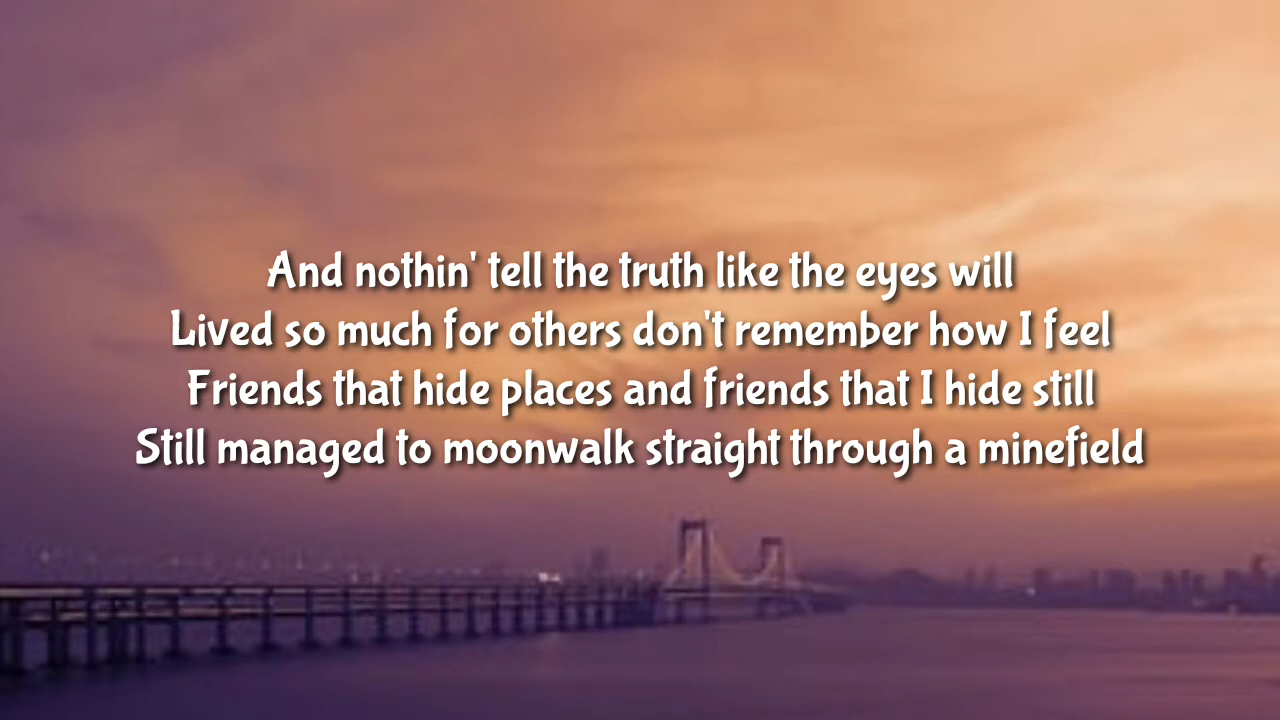 And nothin' tell the truth like the eyes will
Lived so much for others don't remember how I feel
Friends that hide places and friends that I hide still
Still managed to moonwalk straight through a minefield